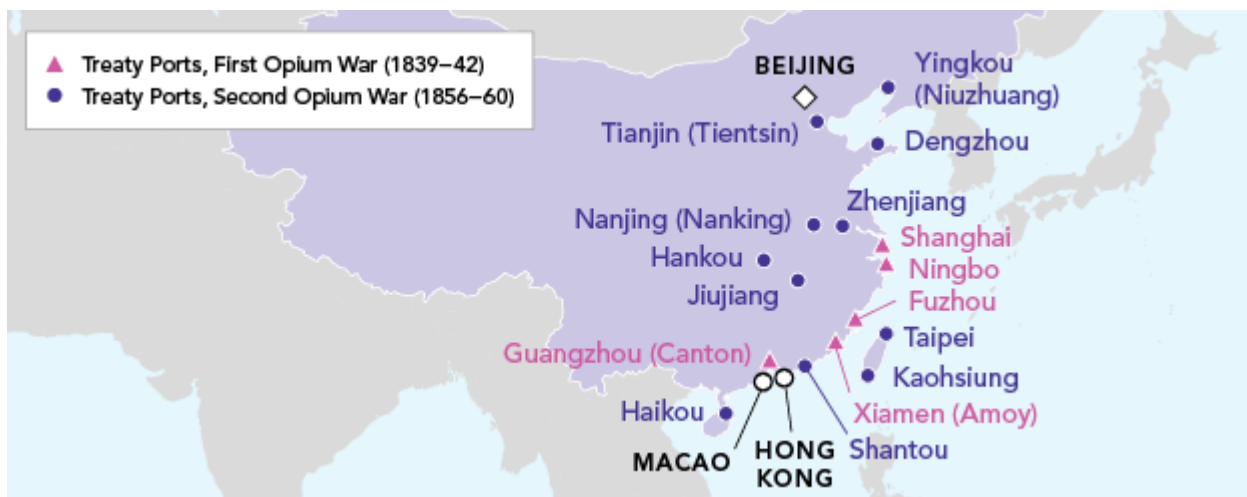 Treaty Ports, First Opium War (1839–42)
Treaty Ports, Second Opium War (1856–60)
BEIJING
Yingkou
(Niuzhuang)
Tianjin (Tientsin)
Dengzhou
Zhenjiang
Nanjing (Nanking)
Shanghai
Hankou
Ningbo
Jiujiang
Fuzhou
Taipei
Guangzhou (Canton)
Kaohsiung
Haikou
Xiamen (Amoy)
MACAO
HONG
KONG
Shantou